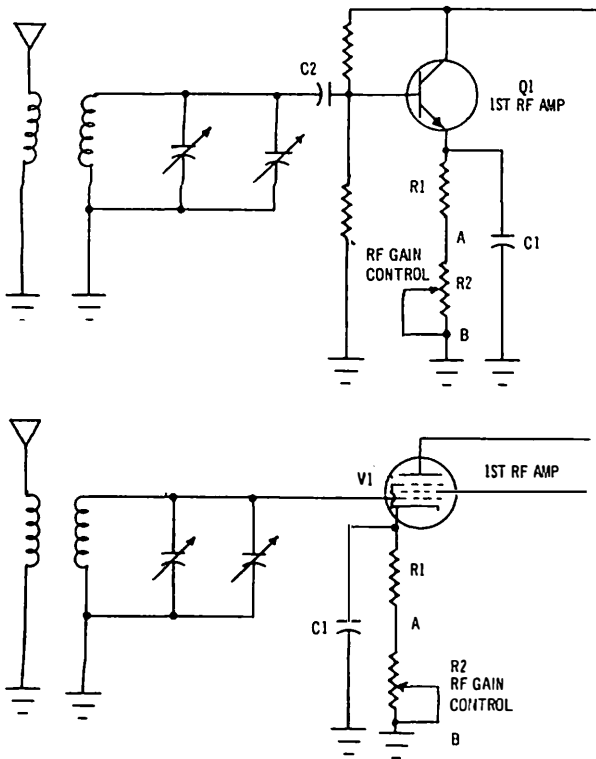 C2
Q1
1ST RF AMP
R1
A
C1
RF GAIN
CONTROL
R2
B
V1
1ST RF AMP
R1
C1
A
R2
RF GAIN
CONTROL
B